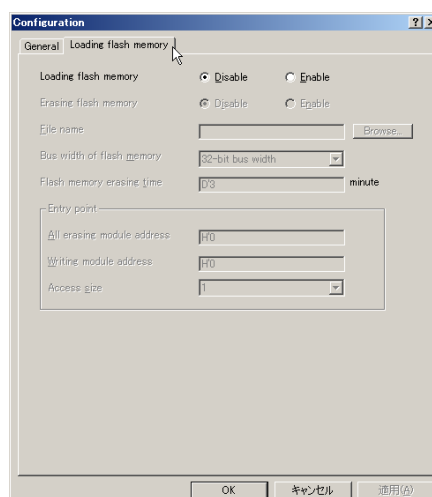 Configuration
General Loading flash memory
Loading flash memory Disable Enable
Erasing flash memory Disable Enable
File name Browse...
Bus width of flash memory 32-bit bus width
Flash memory erasing time D'3 minute
Entry point
All erasing module address H'0
Writing module address H'0
Access size 1
OK キャンセル 適用(A)